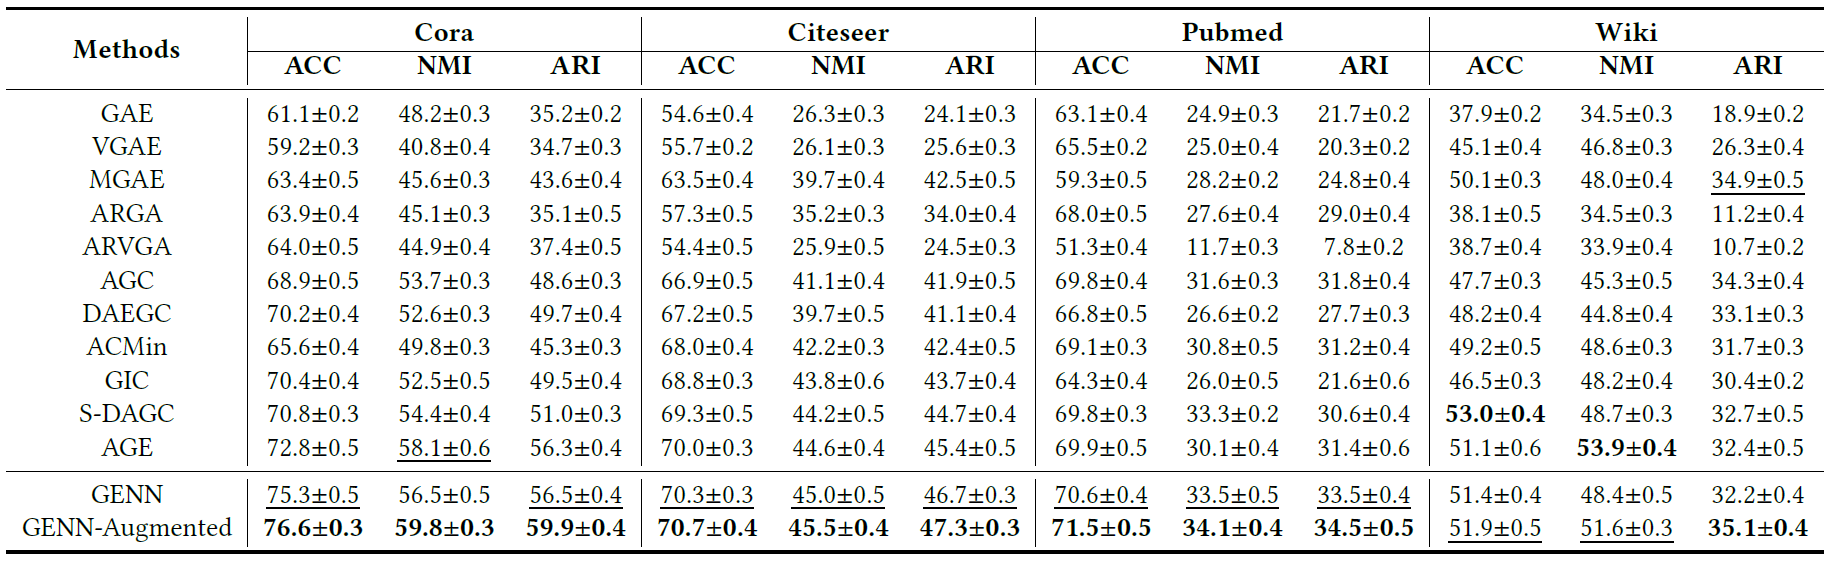 Methods Cora Citeseer Pubmed Wiki
ACC NMI ARI ACC NMI ARI ACC NMI ARI ACC NMI ARI
GAE 61.1±0.2 48.2±0.3 35.2±0.2 54.6±0.4 26.3±0.3 24.1±0.3 63.1±0.4 24.9±0.3 21.7±0.2 37.9±0.2 34.5±0.3 18.9±0.2
VGAE 59.2±0.3 40.8±0.4 34.7±0.3 55.7±0.2 26.1±0.3 25.6±0.3 65.5±0.2 25.0±0.4 20.3±0.2 45.1±0.4 46.8±0.3 26.3±0.4
MGAE 63.4±0.5 45.6±0.3 43.6±0.4 63.5±0.4 39.7±0.4 42.5±0.5 59.3±0.5 28.2±0.2 24.8±0.4 50.1±0.3 48.0±0.4 34.9±0.5
ARGA 63.9±0.4 45.1±0.3 35.1±0.5 57.3±0.5 35.2±0.3 34.0±0.4 68.0±0.5 27.6±0.4 29.0±0.4 38.1±0.5 34.5±0.3 11.2±0.4
ARVGA 64.0±0.5 44.9±0.4 37.4±0.5 54.4±0.5 25.9±0.5 24.5±0.3 51.3±0.4 11.7±0.3 7.8±0.2 38.7±0.4 33.9±0.4 10.7±0.2
AGC 68.9±0.5 53.7±0.3 48.6±0.3 66.9±0.5 41.1±0.4 41.9±0.5 69.8±0.4 31.6±0.3 31.8±0.4 47.7±0.3 45.3±0.5 34.3±0.4
DAEGC 70.2±0.4 52.6±0.3 49.7±0.4 67.2±0.5 39.7±0.5 41.1±0.4 66.8±0.5 26.6±0.2 27.7±0.3 48.2±0.4 44.8±0.4 33.1±0.3
ACMin 65.6±0.4 49.8±0.3 45.3±0.3 68.0±0.4 42.2±0.3 42.4±0.5 69.1±0.3 30.8±0.5 31.2±0.4 49.2±0.5 48.6±0.3 31.7±0.3
GIC 70.4±0.4 52.5±0.5 49.5±0.4 68.8±0.3 43.8±0.6 43.7±0.4 64.3±0.4 26.0±0.5 21.6±0.6 46.5±0.3 48.2±0.4 30.4±0.2
S-DAGC 70.8±0.3 54.4±0.4 51.0±0.3 69.3±0.5 44.2±0.5 44.7±0.4 69.8±0.3 33.3±0.2 30.6±0.4 53.0±0.4 48.7±0.3 32.7±0.5
AGE 72.8±0.5 58.1±0.6 56.3±0.4 70.0±0.3 44.6±0.4 45.4±0.5 69.9±0.5 30.1±0.4 31.4±0.6 51.1±0.6 53.9±0.4 32.4±0.5
GENN 75.3±0.5 56.5±0.5 56.5±0.4 70.3±0.3 45.0±0.5 46.7±0.3 70.6±0.4 33.5±0.5 33.5±0.4 51.4±0.4 48.4±0.5 32.2±0.4
GENN-Augmented 76.6±0.3 59.8±0.3 59.9±0.4 70.7±0.4 45.5±0.4 47.3±0.3 71.5±0.5 34.1±0.4 34.5±0.5 51.9±0.5 51.6±0.3 35.1±0.4